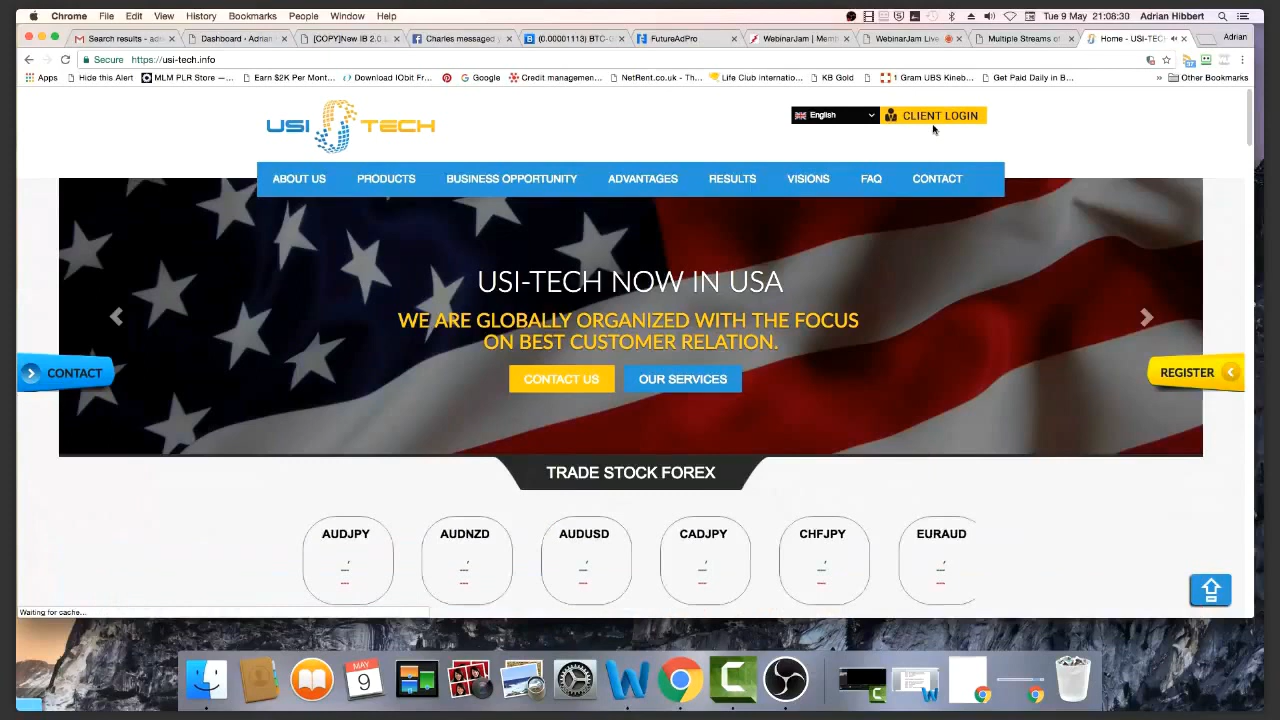 Chrome File Edit View History Bookmarks People Window Help Tue 9 May 21:08:30 Adrian Hibbert
Search results - adri Dashboard - Adrian [COPY]New IB 2.0 L Charles messaged y (0.00001113) BTC- FutureAdPro WebinarJam | Memb WebinarJam Live Multiple Streams of Home - USI-TECH Adrian
Secure https://usi-tech.info
Apps Hide this Alert MLM PLR Store —... Earn $2K Per Mont... Download IObit Fr... Google Credit managemen... NetRent.co.uk - Th... Life Club Internatio... KB Gold 1 Gram UBS Kineb... Get Paid Daily in B... » Other Bookmarks
USI TECH
English
CLIENT LOGIN
ABOUT US PRODUCTS BUSINESS OPPORTUNITY ADVANTAGES RESULTS VISIONS FAQ CONTACT
USI-TECH NOW IN USA
WE ARE GLOBALLY ORGANIZED WITH THE FOCUS
ON BEST CUSTOMER RELATION.
CONTACT US OUR SERVICES
CONTACT
REGISTER
TRADE STOCK FOREX
AUDJPY AUDNZD AUDUSD CADJPY CHFJPY EURAUD
Waiting for cache...
MAY
9